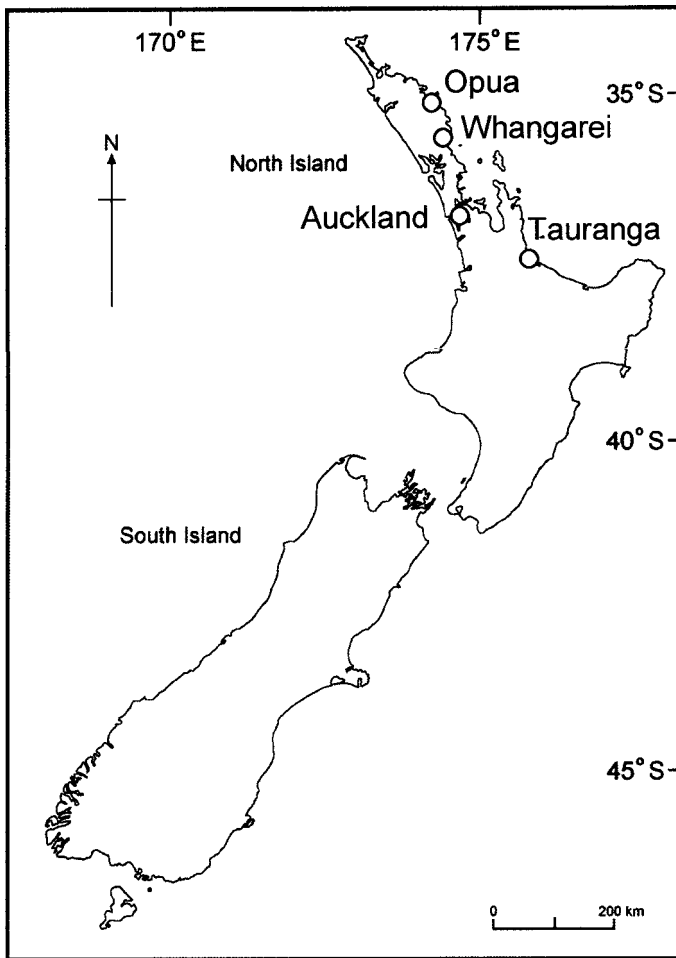 170°E 175°E
Opua
35°S
Whangarei
N
North Island
Auckland
Tauranga
40°S
South Island
45°S
0 200 km